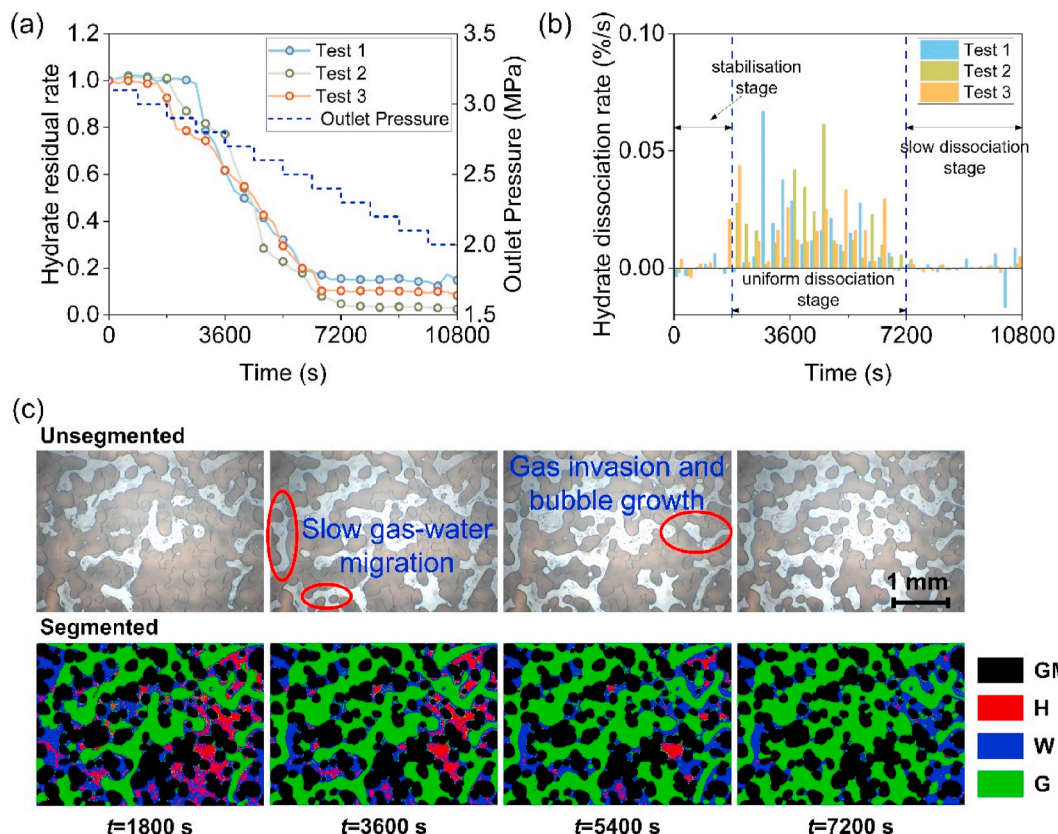 (a)
1.2
1.0
0.8
0.6
0.4
0.2
0.0
Hydrate residual rate
3.5
3.0
2.5
2.0
1.5
Outlet Pressure (MPa)
Test 1
Test 2
Test 3
Outlet Pressure
0
3600
7200
10800
Time (s)
(b)
0.10
0.05
0.00
Hydrate dissociation rate (%/s)
stabilisation
stage
Test 1
Test 2
Test 3
slow dissociation
stage
uniform dissociation
stage
0
3600
7200
10800
Time (s)
(c)
Unsegmented
Slow gas-water
migration
Gas invasion and
bubble growth
1 mm
Segmented
H
W
G
t=1800 s
t=3600 s
t=5400 s
t=7200 s